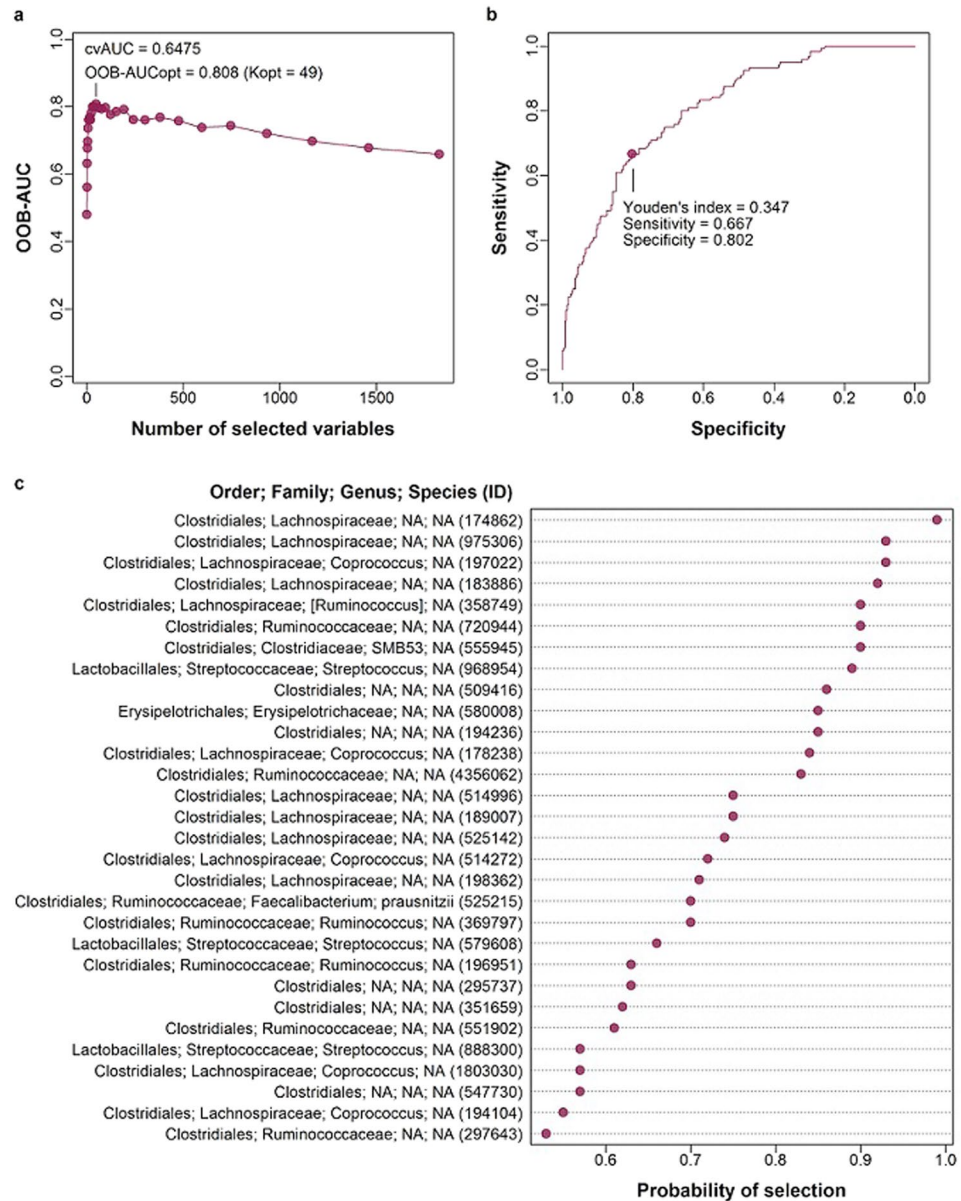 a
cvAUC = 0.6475
OOB-AUCopt = 0.808 (Kopt = 49)
OOB-AUC
1.0
0.8
0.6
0.4
0.2
0.0
0 500 1000 1500
Number of selected variables
b
Sensitivity
1.0
0.8
0.6
0.4
0.2
0.0
Youden's index = 0.347
Sensitivity = 0.667
Specificity = 0.802
1.0 0.8 0.6 0.4 0.2 0.0
Specificity
c
Order; Family; Genus; Species (ID)
Clostridiales; Lachnospiraceae; NA; NA (174862)
Clostridiales; Lachnospiraceae; NA; NA (975306)
Clostridiales; Lachnospiraceae; Coprococcus; NA (197022)
Clostridiales; Lachnospiraceae; NA; NA (183886)
Clostridiales; Lachnospiraceae; [Ruminococcus]; NA (358749)
Clostridiales; Ruminococcaceae; NA; NA (720944)
Clostridiales; Clostridiaceae; SMB53; NA (555945)
Lactobacillales; Streptococcaceae; Streptococcus; NA (968954)
Clostridiales; NA; NA; NA (509416)
Erysipelotrichales; Erysipelotrichaceae; NA; NA (580008)
Clostridiales; NA; NA; NA (194236)
Clostridiales; Lachnospiraceae; Coprococcus; NA (178238)
Clostridiales; Ruminococcaceae; NA; NA (4356062)
Clostridiales; Lachnospiraceae; NA; NA (514996)
Clostridiales; Lachnospiraceae; NA; NA (189007)
Clostridiales; Lachnospiraceae; NA; NA (525142)
Clostridiales; Lachnospiraceae; Coprococcus; NA (514272)
Clostridiales; Lachnospiraceae; NA; NA (198362)
Clostridiales; Ruminococcaceae; Faecalibacterium; prausnitzii (525215)
Clostridiales; Ruminococcaceae; Ruminococcus; NA (369797)
Lactobacillales; Streptococcaceae; Streptococcus; NA (579608)
Clostridiales; Ruminococcaceae; Ruminococcus; NA (196951)
Clostridiales; NA; NA; NA (295737)
Clostridiales; NA; NA; NA (351659)
Clostridiales; Ruminococcaceae; NA; NA (551902)
Lactobacillales; Streptococcaceae; Streptococcus; NA (888300)
Clostridiales; Lachnospiraceae; Coprococcus; NA (1803030)
Clostridiales; NA; NA; NA (547730)
Clostridiales; Lachnospiraceae; Coprococcus; NA (194104)
Clostridiales; Ruminococcaceae; NA; NA (297643)
0.6 0.7 0.8 0.9 1.0
Probability of selection